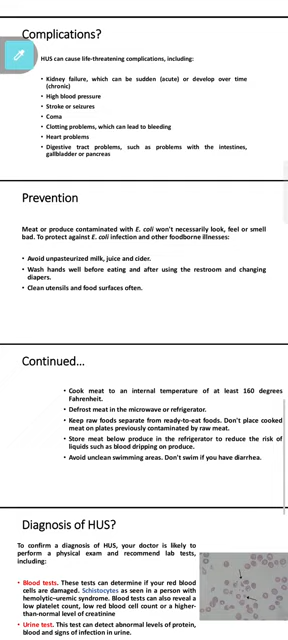 Complications?
HUS can cause life-threatening complications, including:
• Kidney failure, which can be sudden (acute) or develop over time
(chronic)
• High blood pressure
• Stroke or seizures
• Coma
• Clotting problems, which can lead to bleeding
• Heart problems
• Digestive tract problems, such as problems with the intestines,
gallbladder or pancreas
Prevention
Meat or produce contaminated with E. coli won't necessarily look, feel or smell
bad. To protect against E. coli infection and other foodborne illnesses:
• Avoid unpasteurized milk, juice and cider.
• Wash hands well before eating and after using the restroom and changing
diapers.
• Clean utensils and food surfaces often.
Continued...
• Cook meat to an internal temperature of at least 160 degrees
Fahrenheit.
• Defrost meat in the microwave or refrigerator.
• Keep raw foods separate from ready-to-eat foods. Don't place cooked
meat on plates previously contaminated by raw meat.
• Store meat below produce in the refrigerator to reduce the risk of
liquids such as blood dripping on produce.
• Avoid unclean swimming areas. Don't swim if you have diarrhea.
Diagnosis of HUS?
To confirm a diagnosis of HUS, your doctor is likely to
perform a physical exam and recommend lab tests,
including:
• Blood tests. These tests can determine if your red blood
cells are damaged. Schistocytes as seen in a person with
hemolytic–uremic syndrome. Blood tests can also reveal a
low platelet count, low red blood cell count or a higher-
than-normal level of creatinine
• Urine test. This test can detect abnormal levels of protein,
blood and signs of infection in urine.